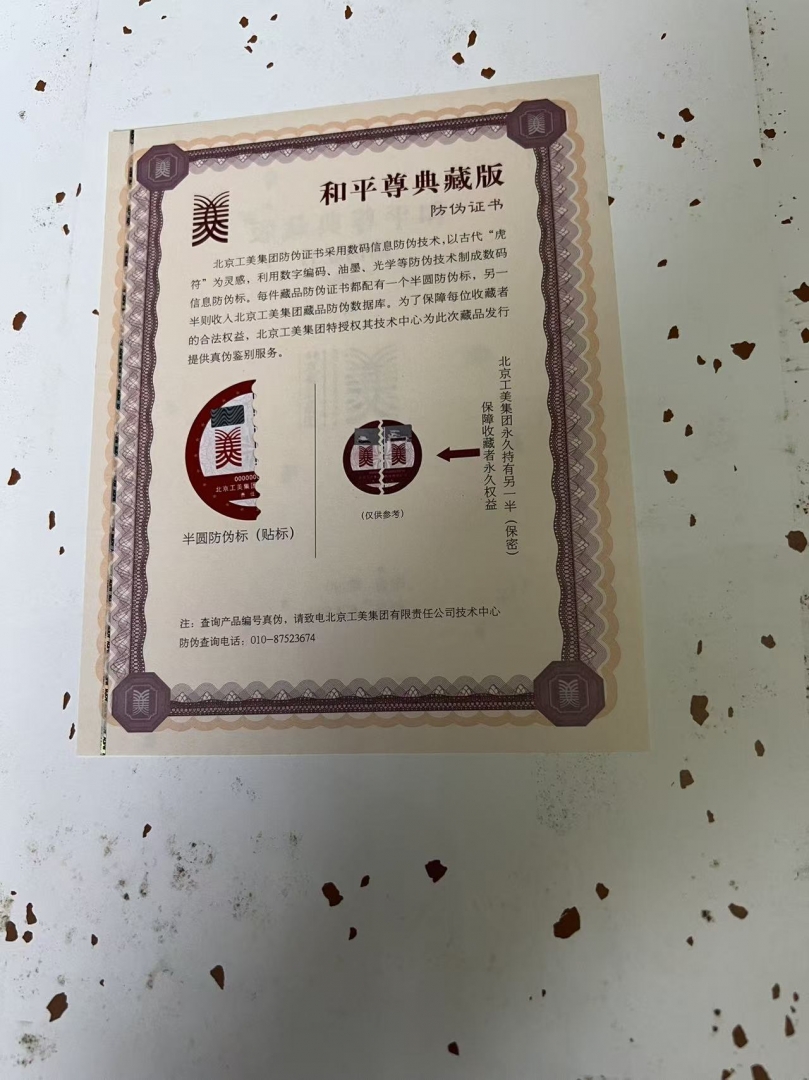 和平尊典藏版
防伪证书
北京工美集团防伪证书采用数码信息防伪技术，以古代“虎
符”为灵感，利用数字编码、油墨、光学等防伪技术制成数码
信息防伪标。每件藏品防伪证书都配有一个半圆防伪标，另一
半则收入北京工美集团藏品防伪数据库。为了保障每位收藏者
的合法权益，北京工美集团特授权其技术中心为此次藏品发行
提供真伪鉴别服务。
000000
北京工美集团
半圆防伪标（贴标）
（仅供参考）
北京工美集团永久持有另一半（保密）
保障收藏者永久权益
注：查询产品编号真伪，请致电北京工美集团有限责任公司技术中心
防伪查询电话：010-87523674